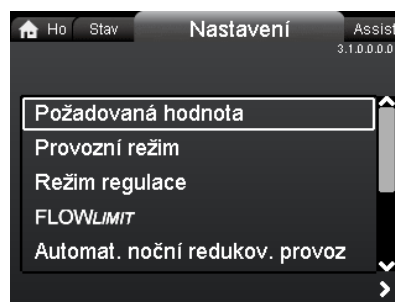 Ho Stav Nastavení Assist
3.1.0.0.0.0
Požadovaná hodnota
Provozní režim
Režim regulace
FLOWLIMIT
Automat. noční redukov. provoz